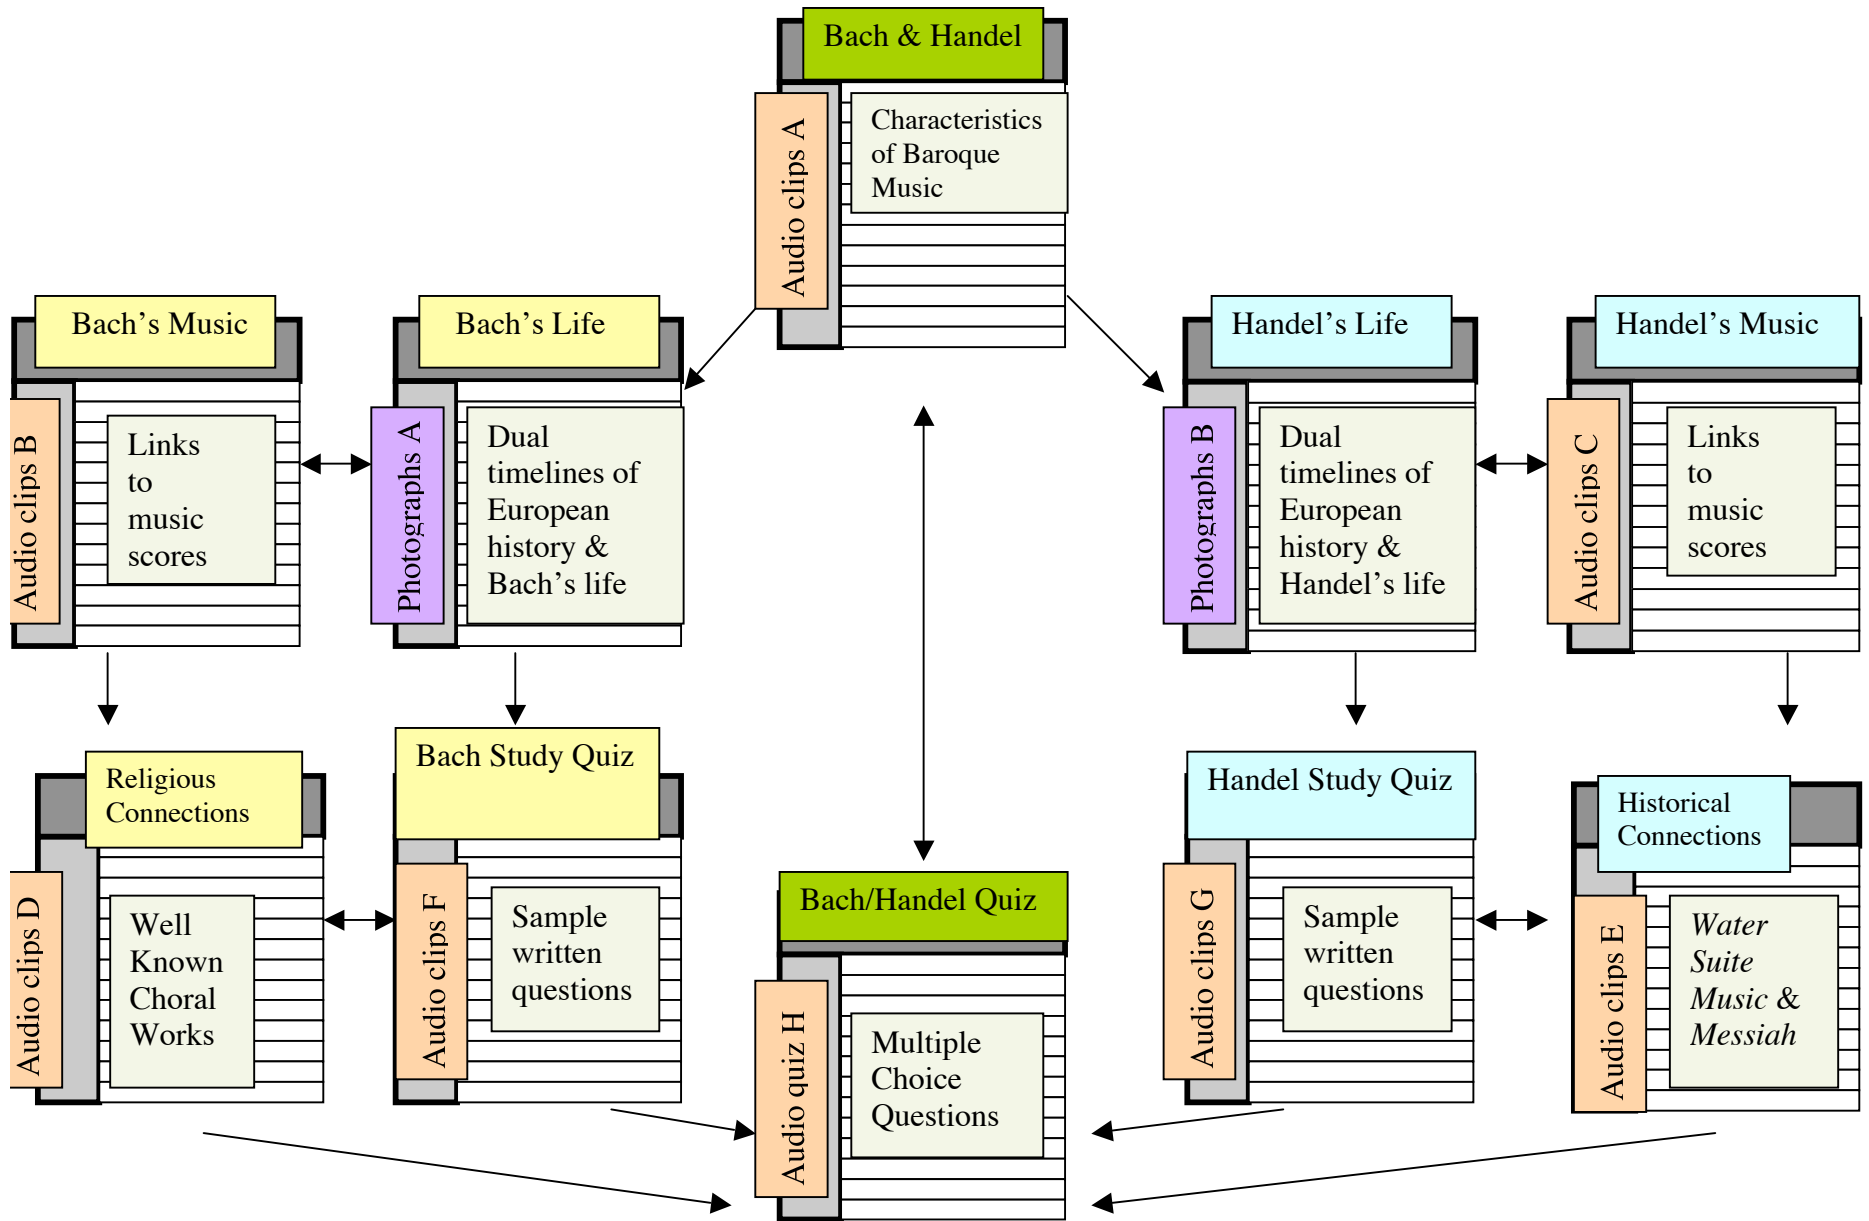 Bach & Handel
Audio clips A
Characteristics
of Baroque
Music
Bach’s Music
Audio clips B
Links
to
music
scores
Bach’s Life
Photographs A
Dual
timelines of
European
history &
Bach’s life
Handel’s Life
Photographs B
Dual
timelines of
European
history &
Handel’s life
Handel’s Music
Audio clips C
Links
to
music
scores
Religious
Connections
Audio clips D
Well
Known
Choral
Works
Bach Study Quiz
Audio clips F
Sample
written
questions
Bach/Handel Quiz
Audio quiz H
Multiple
Choice
Questions
Handel Study Quiz
Audio clips G
Sample
written
questions
Historical
Connections
Audio clips E
Water
Suite
Music &
Messiah